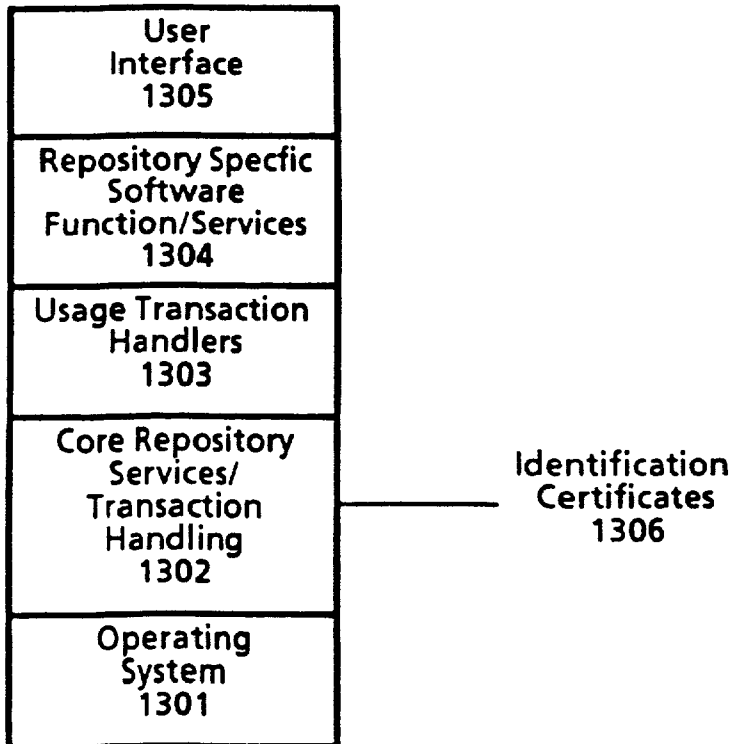 User
Interface
1305
Repository Specfic
Software
Function/Services
1304
Usage Transaction
Handlers
1303
Core Repository
Services/
Transaction
Handling
1302
Identification
Certificates
1306
Operating
System
1301